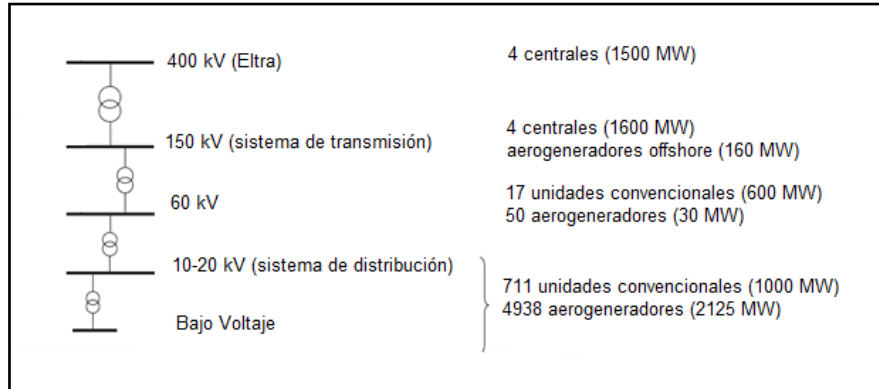 400 kV (Eltra)
4 centrales (1500 MW)
150 kV (sistema de transmisión)
4 centrales (1600 MW)
aerogeneradores offshore (160 MW)
60 kV
17 unidades convencionales (600 MW)
50 aerogeneradores (30 MW)
10-20 kV (sistema de distribución)
711 unidades convencionales (1000 MW)
4938 aerogeneradores (2125 MW)
Bajo Voltaje